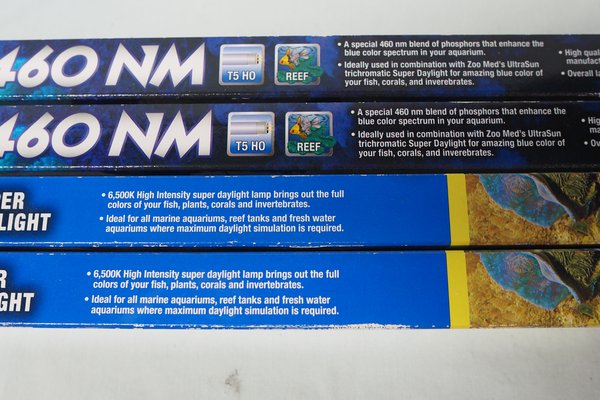 460 NM
T5 HO
REEF
• A special 460 nm blend of phosphors that enhance the
blue color spectrum in your aquarium.
• Ideally used in combination with Zoo Med's UltraSun
trichromatic Super Daylight for amazing blue color of
your fish, corals, and inverebrates.
• High
• Overall
460 NM
T5 HO
REEF
• A special 460 nm blend of phosphors that enhance the
blue color spectrum in your aquarium.
• Ideally used in combination with Zoo Med's UltraSun
trichromatic Super Daylight for amazing blue color of
your fish, corals, and inverebrates.
• High
• Ove
PER
LIGHT
• 6,500K High Intensity super daylight lamp brings out the full
colors of your fish, plants, corals and invertebrates.
• Ideal for all marine aquariums, reef tanks and fresh water
aquariums where maximum daylight simulation is required.
ER
GHT
• 6,500K High Intensity super daylight lamp brings out the full
colors of your fish, plants, corals and invertebrates.
• Ideal for all marine aquariums, reef tanks and fresh water
aquariums where maximum daylight simulation is required.